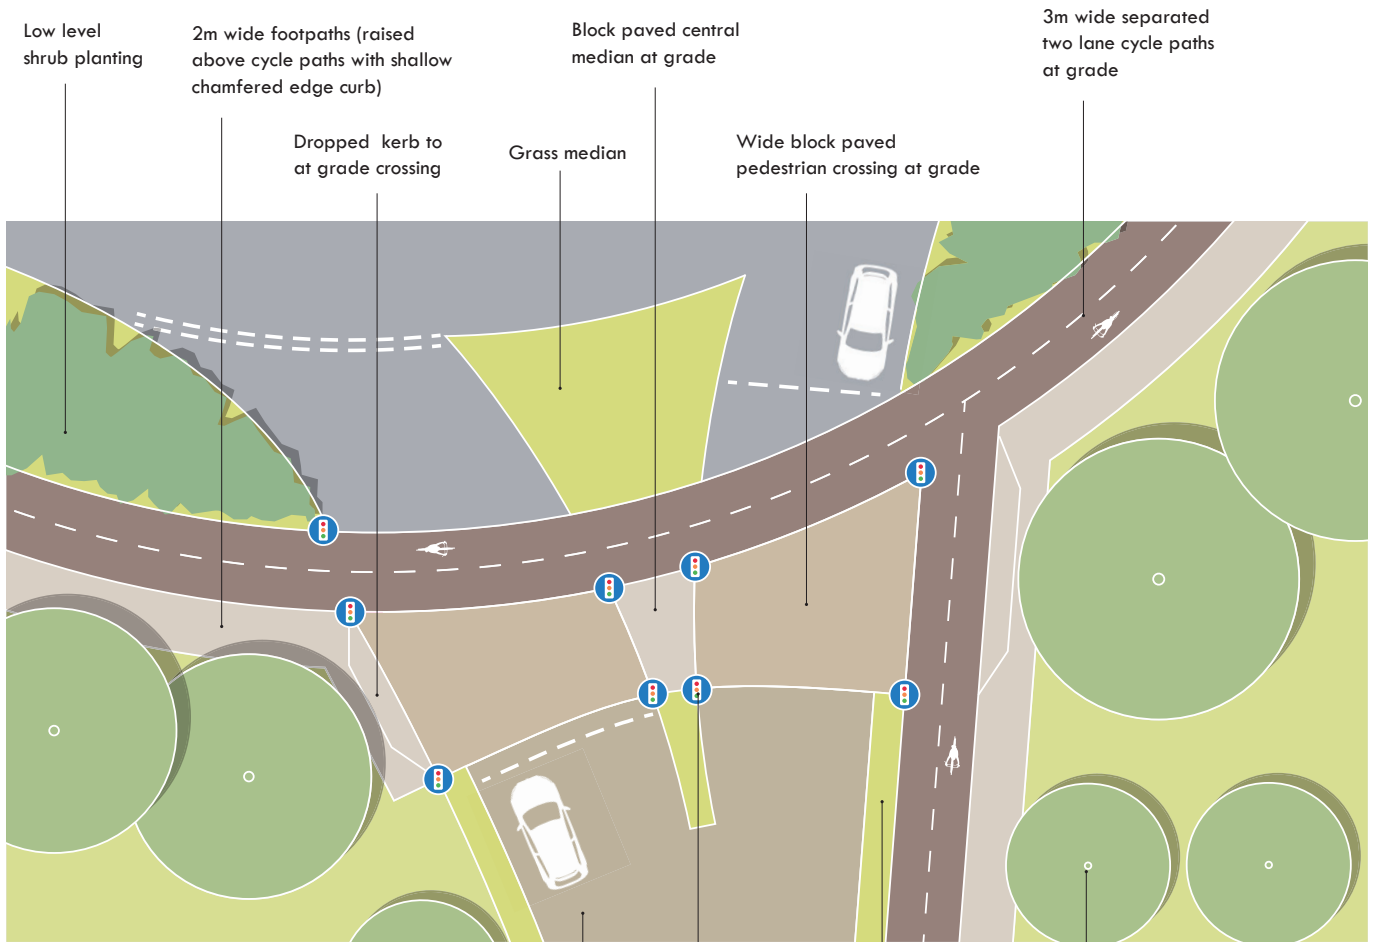 Low level
shrub planting
2m wide footpaths (raised
above cycle paths with shallow
chamfered edge curb)
Dropped kerb to
at grade crossing
Grass median
Block paved central
median at grade
Wide block paved
pedestrian crossing at grade
3m wide separated
two lane cycle paths
at grade